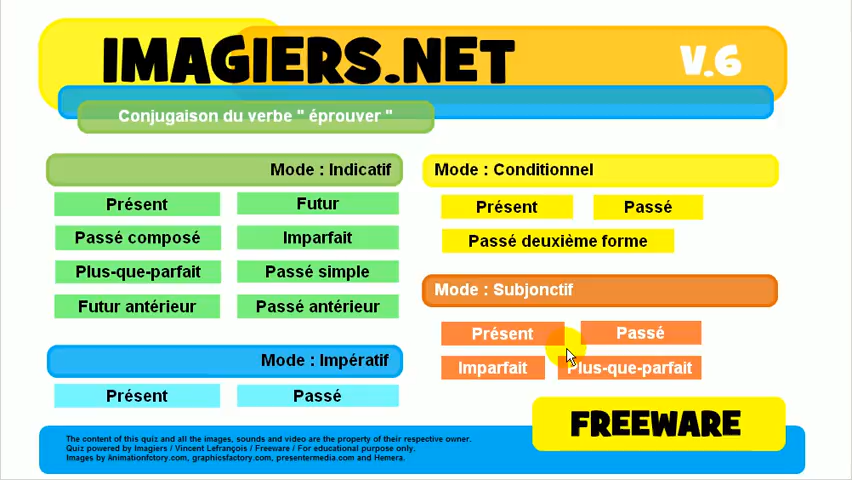 IMAGIERS.NET
V.6
Conjugaison du verbe " éprouver "
Mode : Indicatif
Présent Futur
Passé composé Imparfait
Plus-que-parfait Passé simple
Futur antérieur Passé antérieur
Mode : Impératif
Présent Passé
Mode : Conditionnel
Présent Passé
Passé deuxième forme
Mode : Subjonctif
Présent Passé
Imparfait Plus-que-parfait
FREEWARE
The content of this quiz and all the images, sounds and video are the property of their respective owner.
Quiz powered by Imagiers / Vincent Lefrançois / Freeware / For educational purpose only.
Images by Animationfctory.com, graphicsfactory.com, presentermedia.com and Hemera.